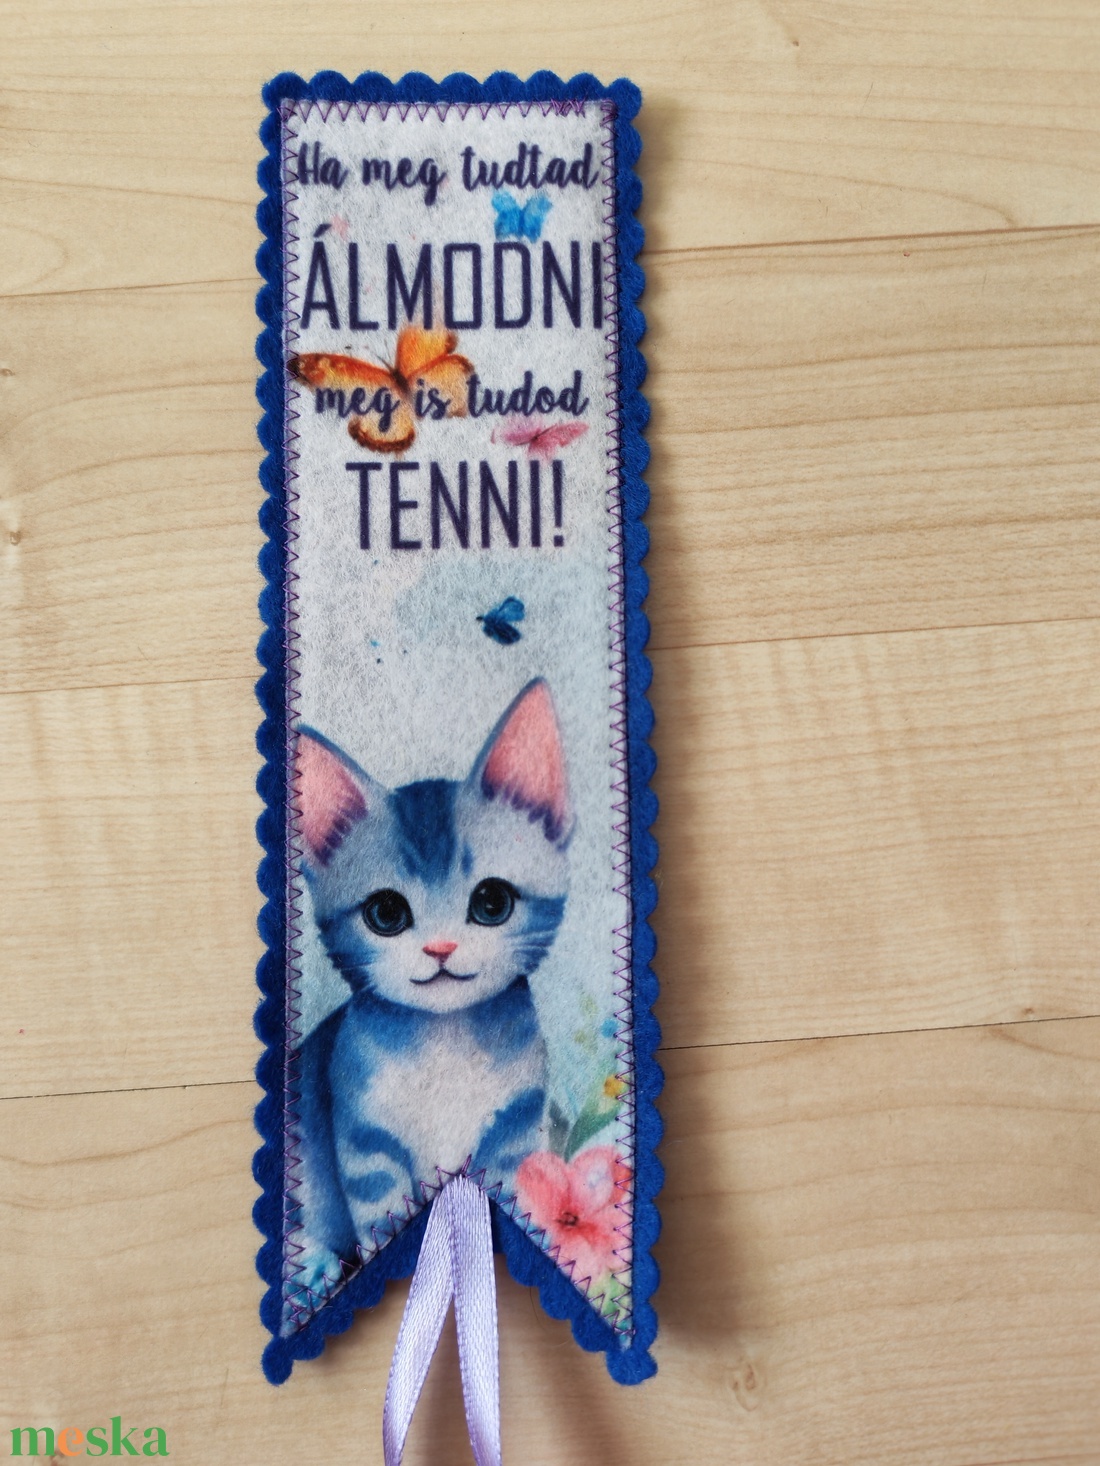 Ha meg tudtad
ÁLMODNI
meg is tudod
TENNI!
meska